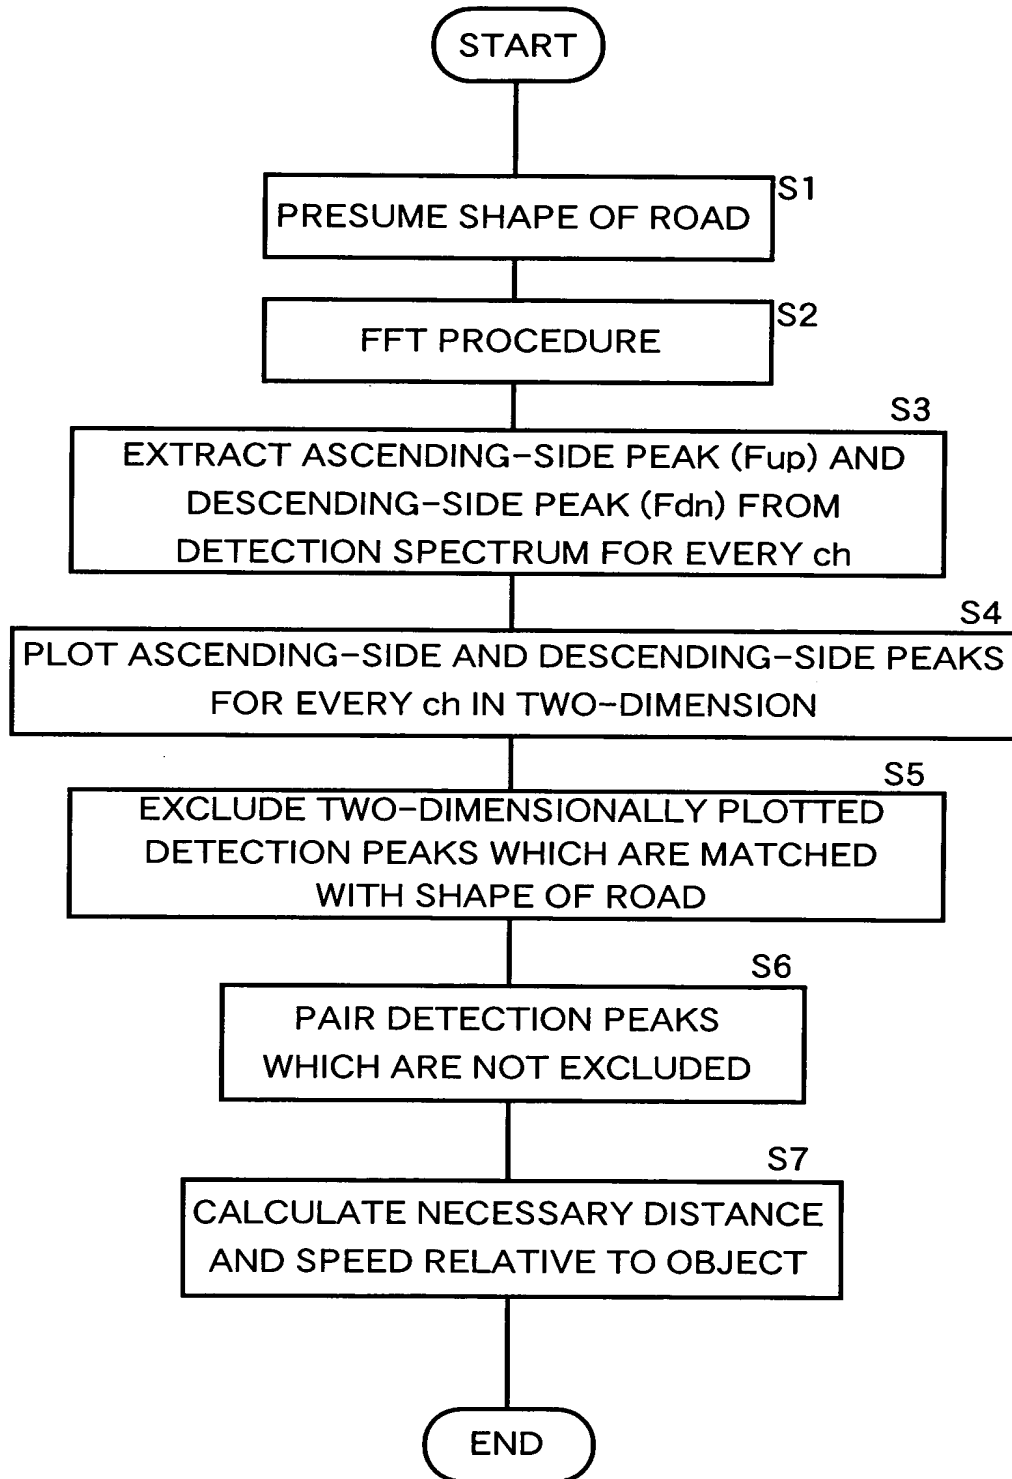 START
S1
PRESUME SHAPE OF ROAD
S2
FFT PROCEDURE
S3
EXTRACT ASCENDING-SIDE PEAK (Fup) AND
DESCENDING-SIDE PEAK (Fdn) FROM
DETECTION SPECTRUM FOR EVERY ch
S4
PLOT ASCENDING-SIDE AND DESCENDING-SIDE PEAKS
FOR EVERY ch IN TWO-DIMENSION
S5
EXCLUDE TWO-DIMENSIONALLY PLOTTED
DETECTION PEAKS WHICH ARE MATCHED
WITH SHAPE OF ROAD
S6
PAIR DETECTION PEAKS
WHICH ARE NOT EXCLUDED
S7
CALCULATE NECESSARY DISTANCE
AND SPEED RELATIVE TO OBJECT
END